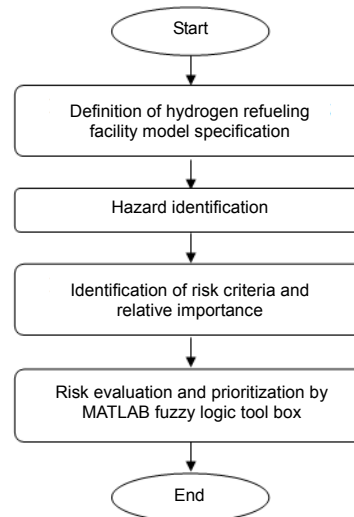 Start
Definition of hydrogen refueling
facility model specification
Hazard identification
Identification of risk criteria and
relative importance
Risk evaluation and prioritization by
MATLAB fuzzy logic tool box
End